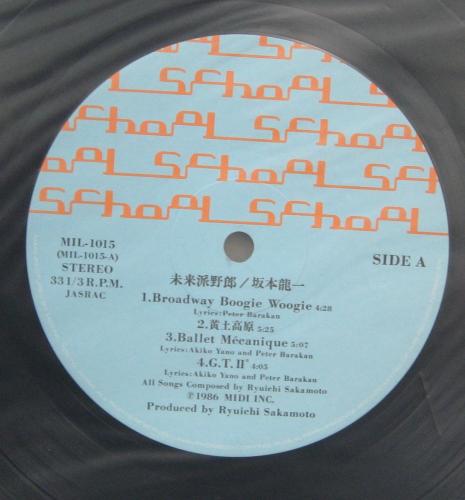 School School
School School
School School
School School
MIL-1015
(MIL-1015-A)
STEREO
33 1/3 R.P.M.
JASRAC
SIDE A
未来派野郎／坂本龍一
1.Broadway Boogie Woogie 4:28
Lyrics:Peter Barakan
2.黄土高原 5:25
3.Ballet Mécanique 5:07
Lyrics:Akiko Yano and Peter Barakan
4.G.T.II° 4:05
Lyrics:Akiko Yano and Peter Barakan
All Songs Composed by Ryuichi Sakamoto
℗1986 MIDI INC.
Produced by Ryuichi Sakamoto